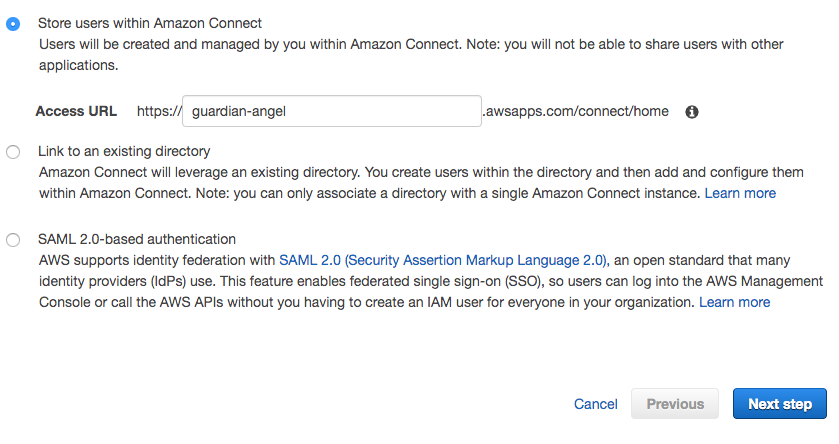 Store users within Amazon Connect
Users will be created and managed by you within Amazon Connect. Note: you will not be able to share users with other
applications.
Access URL https:// guardian-angel .awsapps.com/connect/home
Link to an existing directory
Amazon Connect will leverage an existing directory. You create users within the directory and then add and configure them
within Amazon Connect. Note: you can only associate a directory with a single Amazon Connect instance. Learn more
SAML 2.0-based authentication
AWS supports identity federation with SAML 2.0 (Security Assertion Markup Language 2.0), an open standard that many
identity providers (IdPs) use. This feature enables federated single sign-on (SSO), so users can log into the AWS Management
Console or call the AWS APIs without you having to create an IAM user for everyone in your organization. Learn more
Cancel Previous Next step